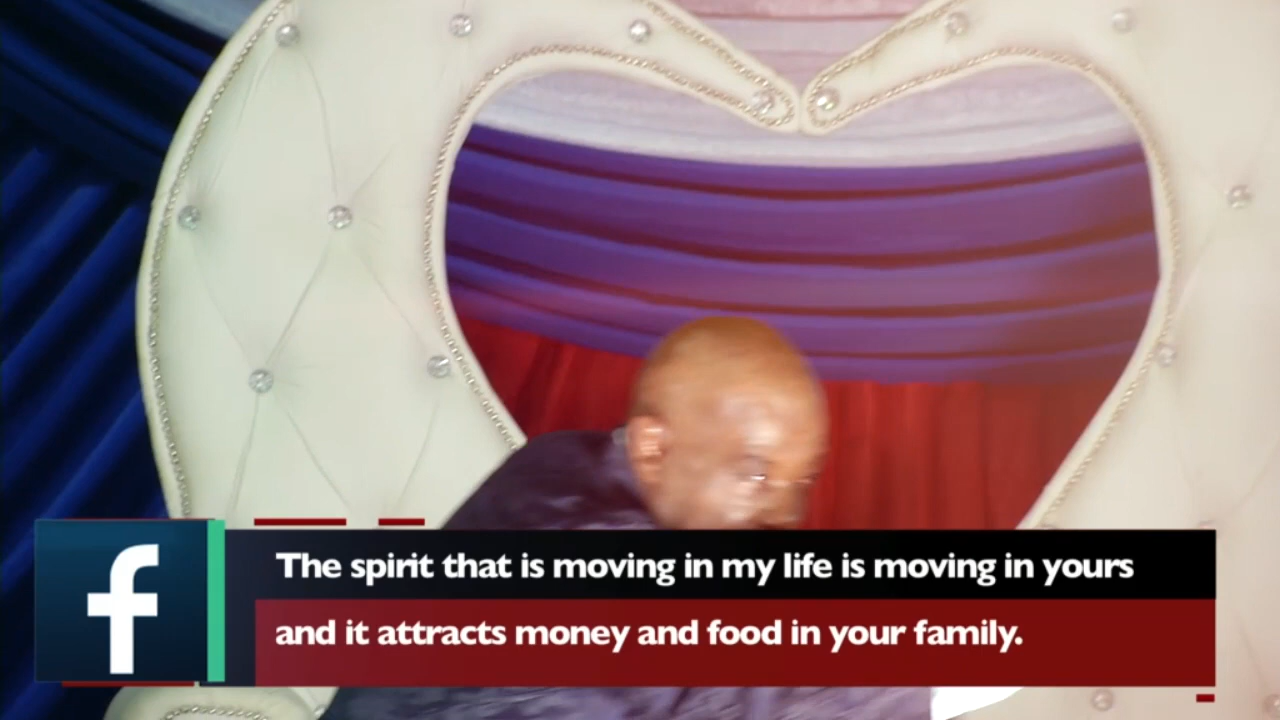 The spirit that is moving in my life is moving in yours
and it attracts money and food in your family.